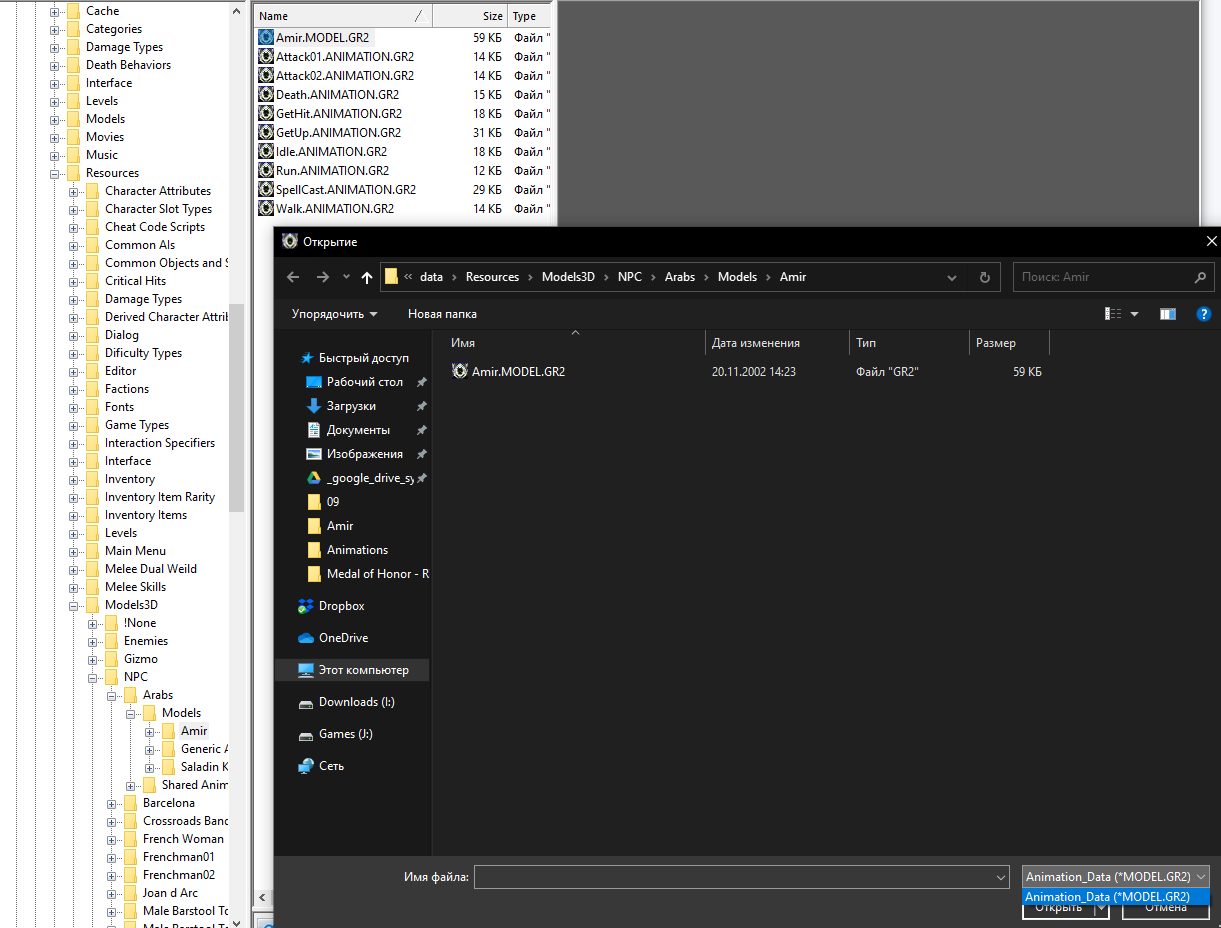 Cache
Categories
Damage Types
Death Behaviors
Interface
Levels
Models
Movies
Music
Resources
Character Attributes
Character Slot Types
Cheat Code Scripts
Common AIs
Common Objects and S
Critical Hits
Damage Types
Derived Character Attril
Dialog
Dificulty Types
Editor
Factions
Fonts
Game Types
Interaction Specifiers
Interface
Inventory
Inventory Item Rarity
Inventory Items
Levels
Main Menu
Melee Dual Weild
Melee Skills
Models3D
!None
Enemies
Gizmo
NPC
Arabs
Models
Amir
Generic A
Saladin K
Shared Anim
Barcelona
Crossroads Banc
French Woman
Frenchman01
Frenchman02
Joan d Arc
Male Barstool To
Male Barstool To
Name Size Type
Amir.MODEL.GR2 59 КБ Файл "
Attack01.ANIMATION.GR2 14 КБ Файл "
Attack02.ANIMATION.GR2 14 КБ Файл "
Death.ANIMATION.GR2 15 КБ Файл "
GetHit.ANIMATION.GR2 18 КБ Файл "
GetUp.ANIMATION.GR2 31 КБ Файл "
Idle.ANIMATION.GR2 18 КБ Файл "
Run.ANIMATION.GR2 12 КБ Файл "
SpellCast.ANIMATION.GR2 29 КБ Файл "
Walk.ANIMATION.GR2 14 КБ Файл "
Открытие
« data › Resources › Models3D › NPC › Arabs › Models › Amir
Поиск: Amir
Упорядочить Новая папка
Имя Дата изменения Тип Размер
Amir.MODEL.GR2 20.11.2002 14:23 Файл "GR2" 59 КБ
Быстрый доступ
Рабочий стол
Загрузки
Документы
Изображения
_google_drive_sy
09
Amir
Animations
Medal of Honor - R
Dropbox
OneDrive
Этот компьютер
Downloads (I:)
Games (J:)
Сеть
Имя файла:
Animation_Data (*MODEL.GR2)
Animation_Data (*MODEL.GR2)
Открыть Отмена